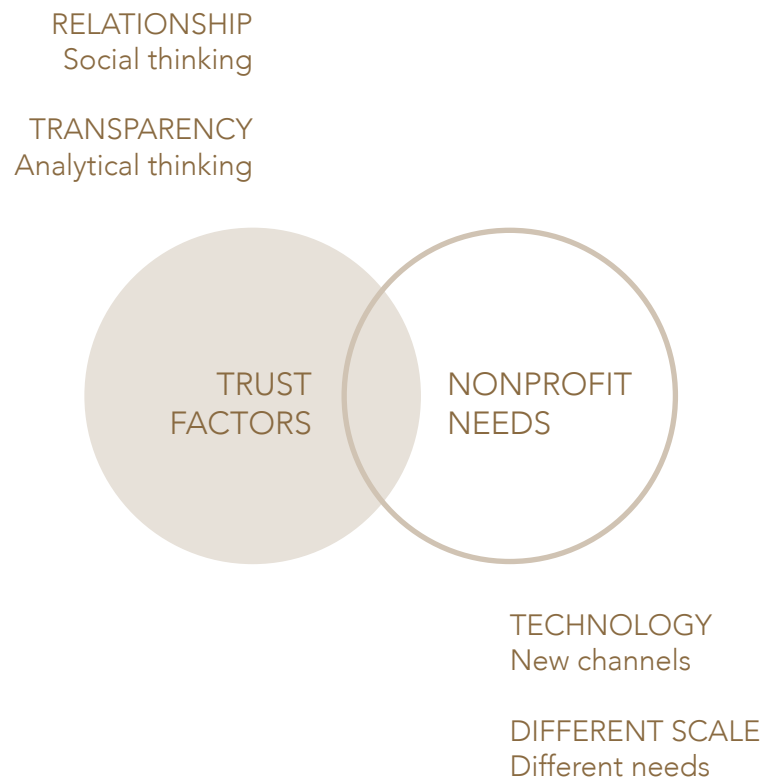 RELATIONSHIP
Social thinking
TRANSPARENCY
Analytical thinking
TRUST
FACTORS
NONPROFIT
NEEDS
TECHNOLOGY
New channels
DIFFERENT SCALE
Different needs